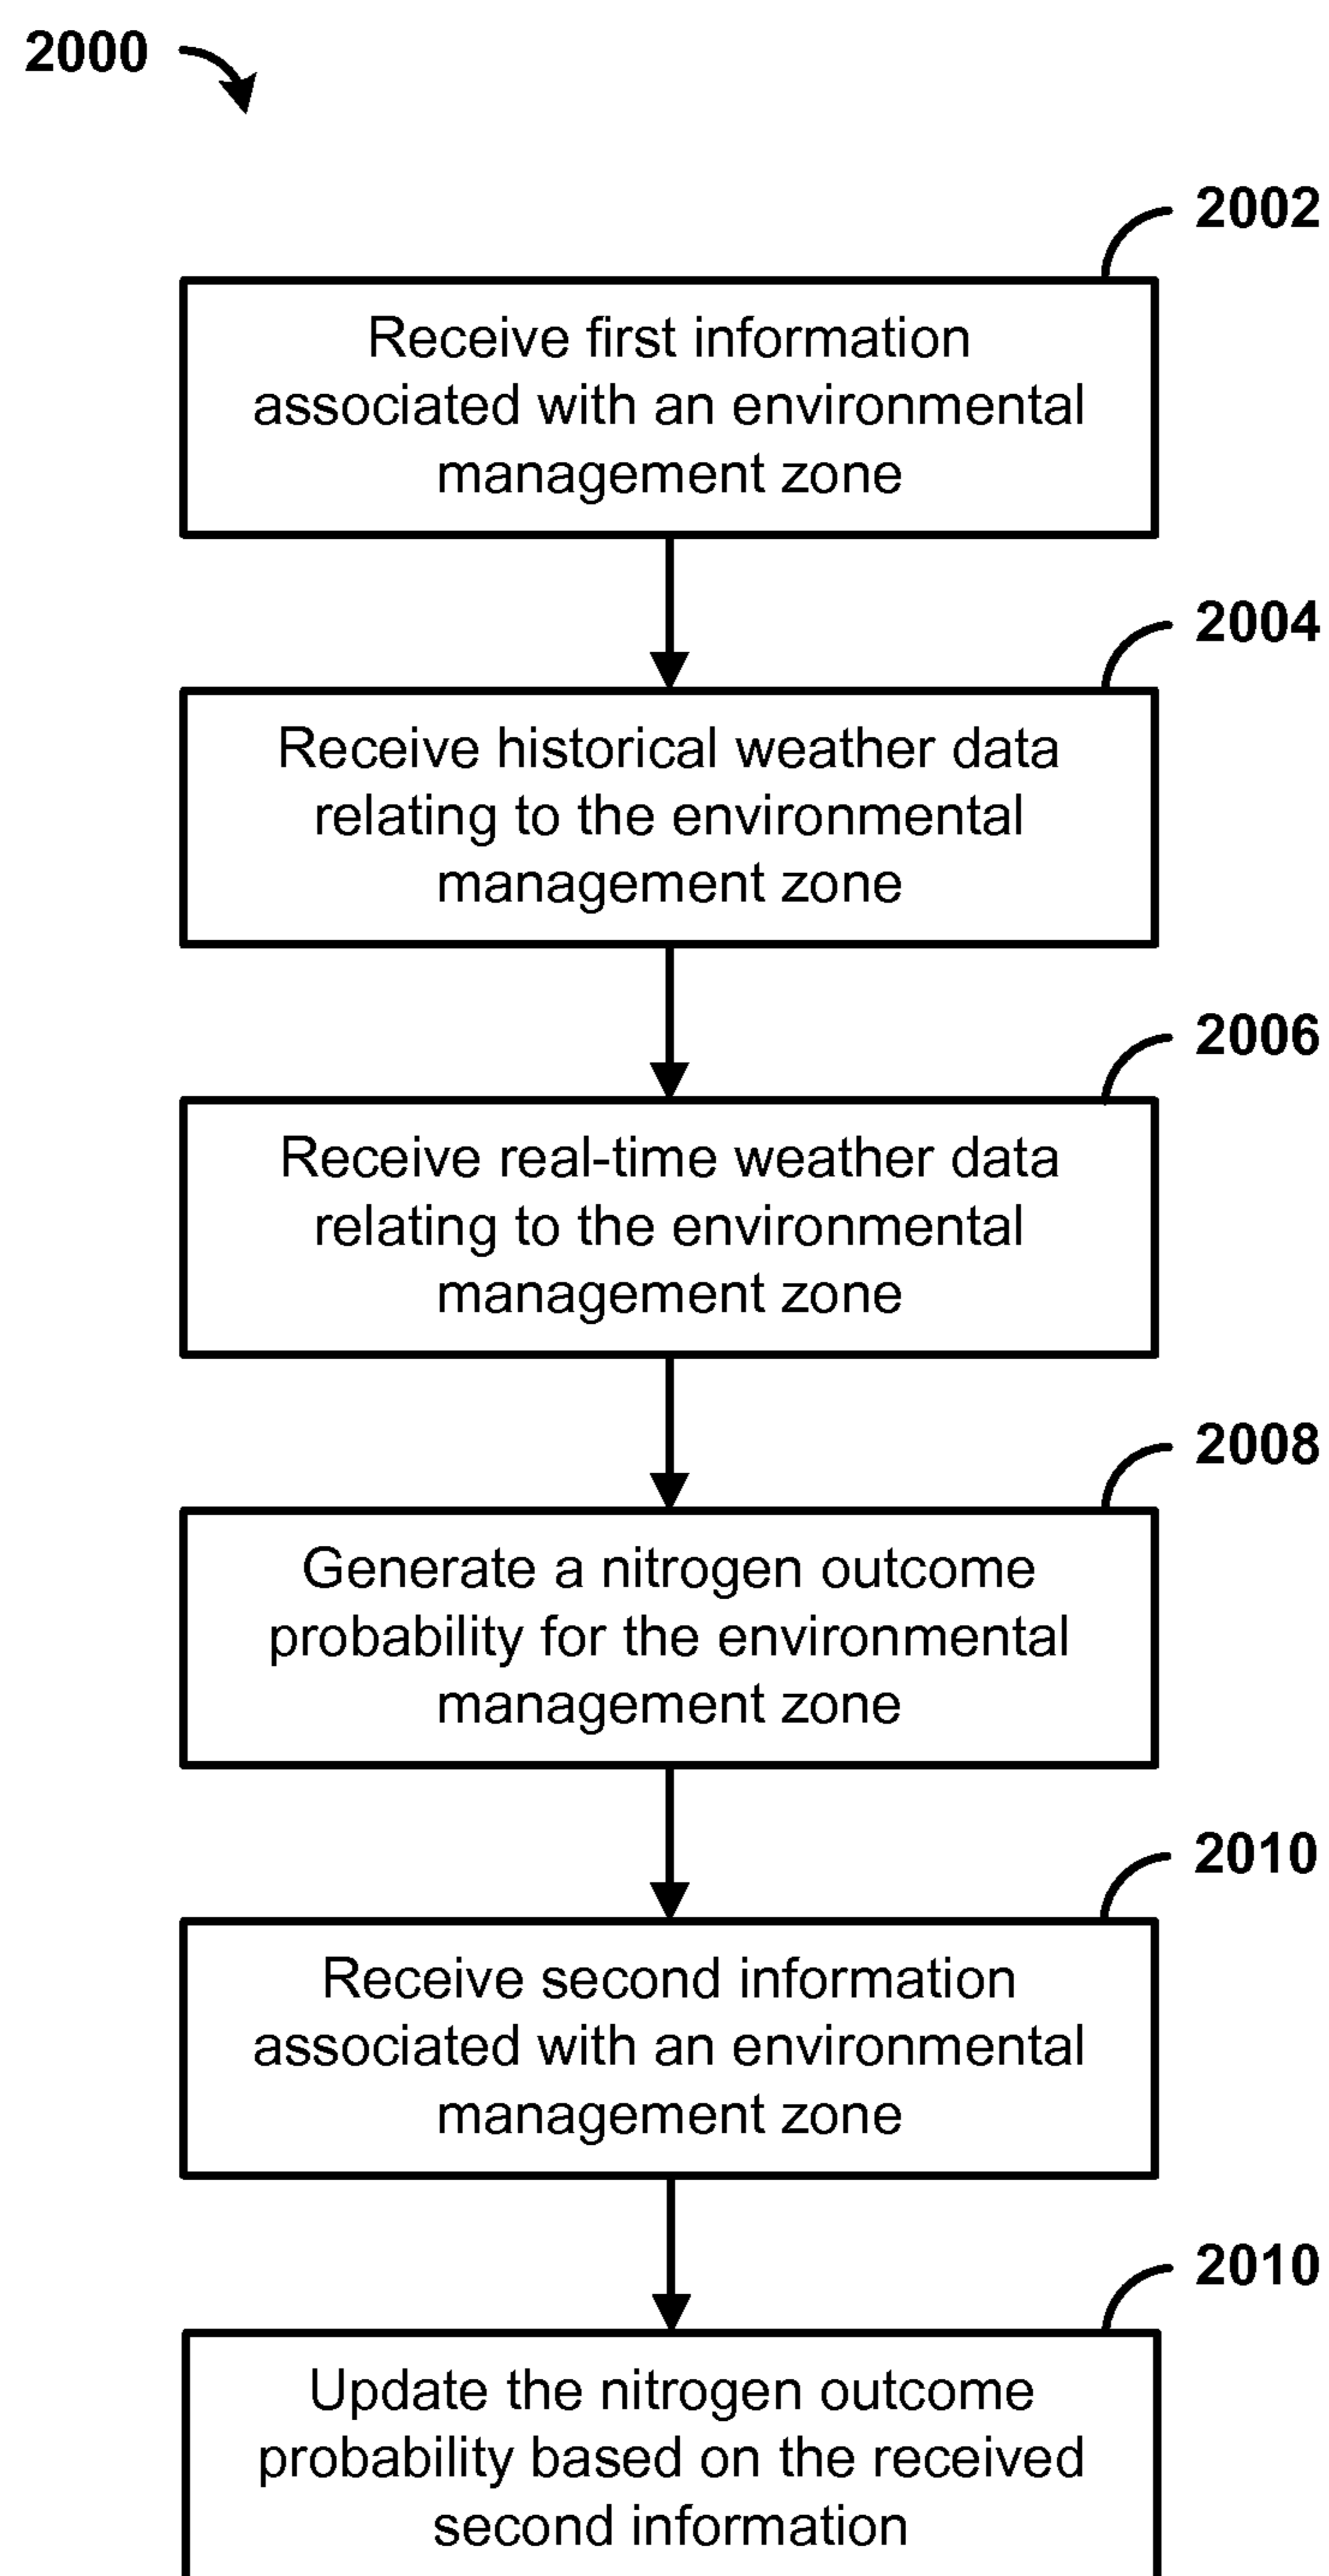 2000
2002
Receive first information
associated with an environmental
management zone
2004
Receive historical weather data
relating to the environmental
management zone
2006
Receive real-time weather data
relating to the environmental
management zone
2008
Generate a nitrogen outcome
probability for the environmental
management zone
2010
Receive second information
associated with an environmental
management zone
2010
Update the nitrogen outcome
probability based on the received
second information